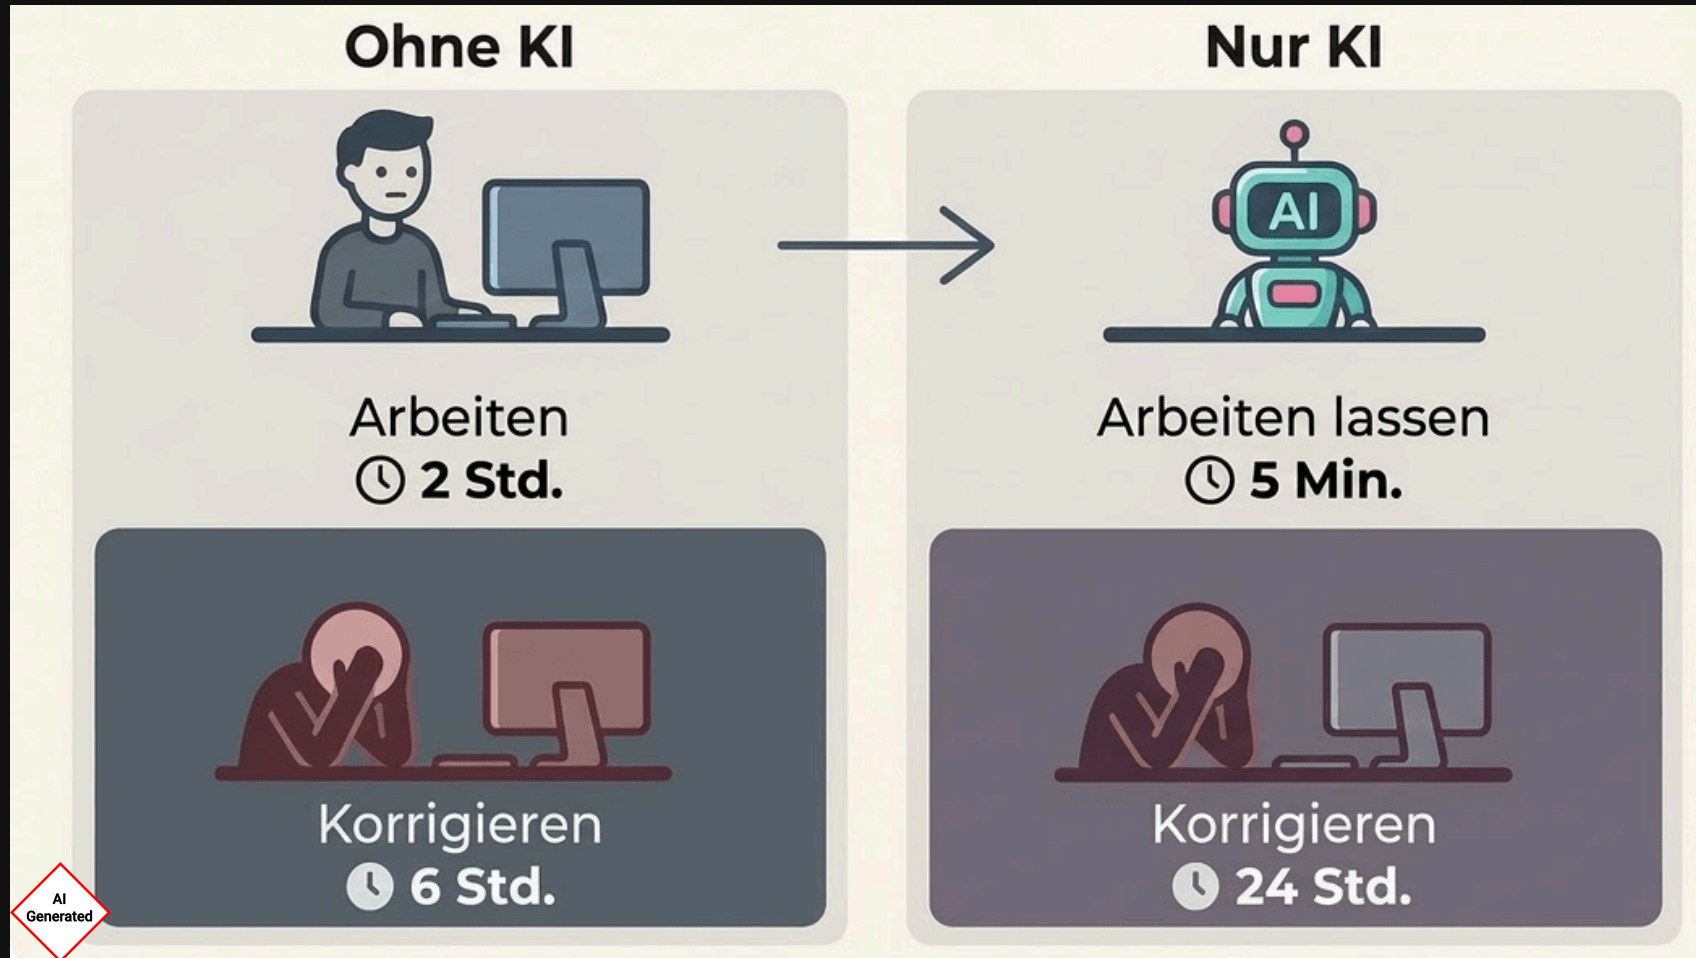 Ohne KI
Arbeiten
2 Std.
Korrigieren
6 Std.
Nur KI
AI
Arbeiten lassen
5 Min.
Korrigieren
24 Std.
AI
Generated